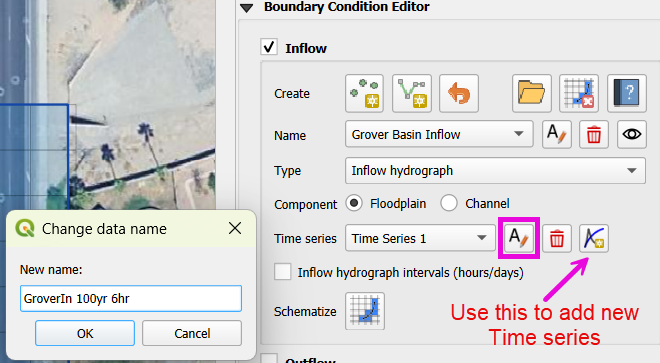 Boundary Condition Editor
Inflow
Create
Name Grover Basin Inflow
Type Inflow hydrograph
Component Floodplain Channel
Time series Time Series 1
Inflow hydrograph intervals (hours/days)
Schematize
Use this to add new
Time series
Change data name
New name:
GroverIn 100yr 6hr
OK Cancel